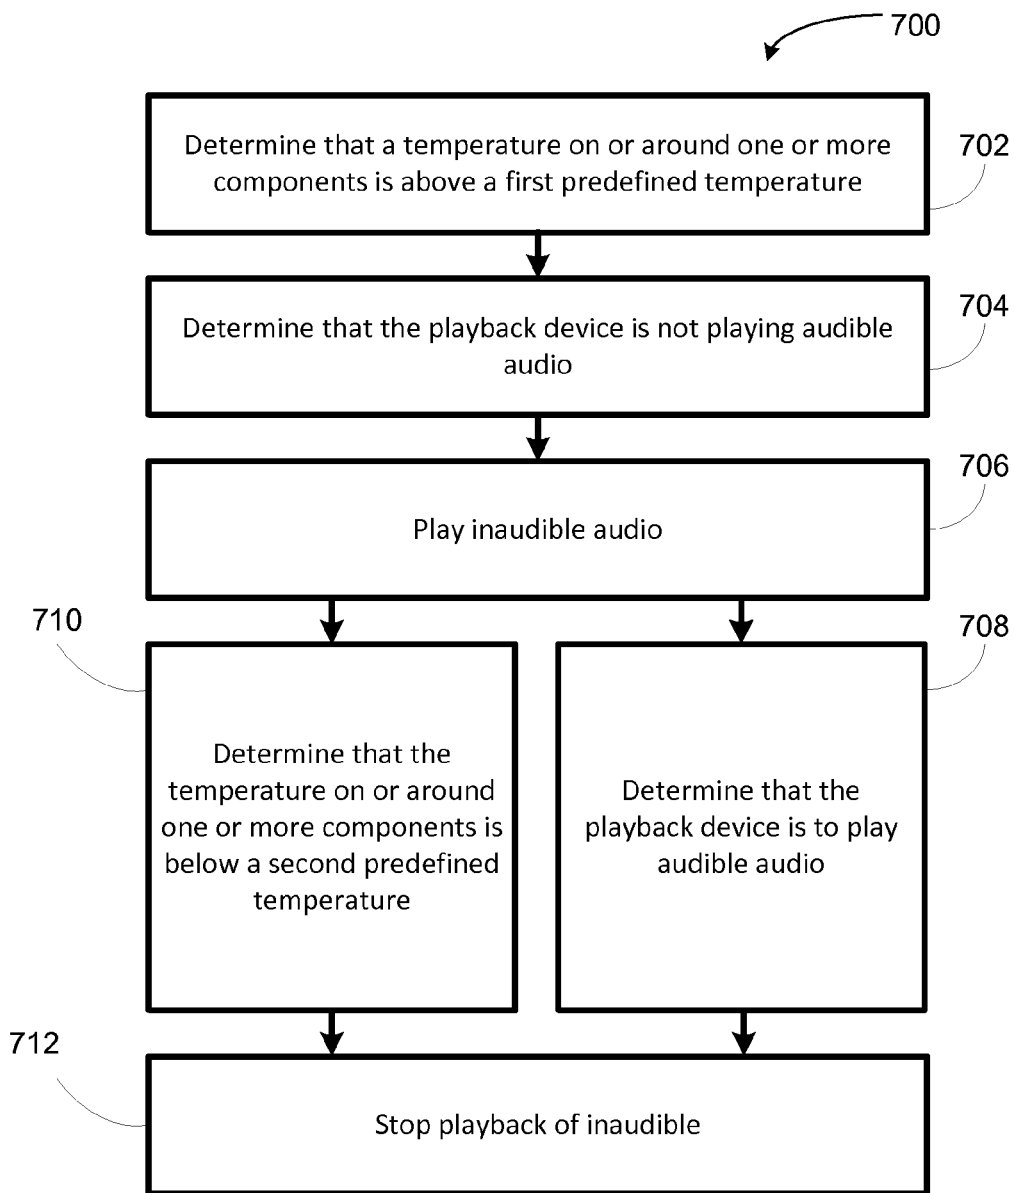 700
Determine that a temperature on or around one or more
components is above a first predefined temperature
702
Determine that the playback device is not playing audible
audio
704
Play inaudible audio
706
710
Determine that the
temperature on or around
one or more components is
below a second predefined
temperature
708
Determine that the
playback device is to play
audible audio
712
Stop playback of inaudible